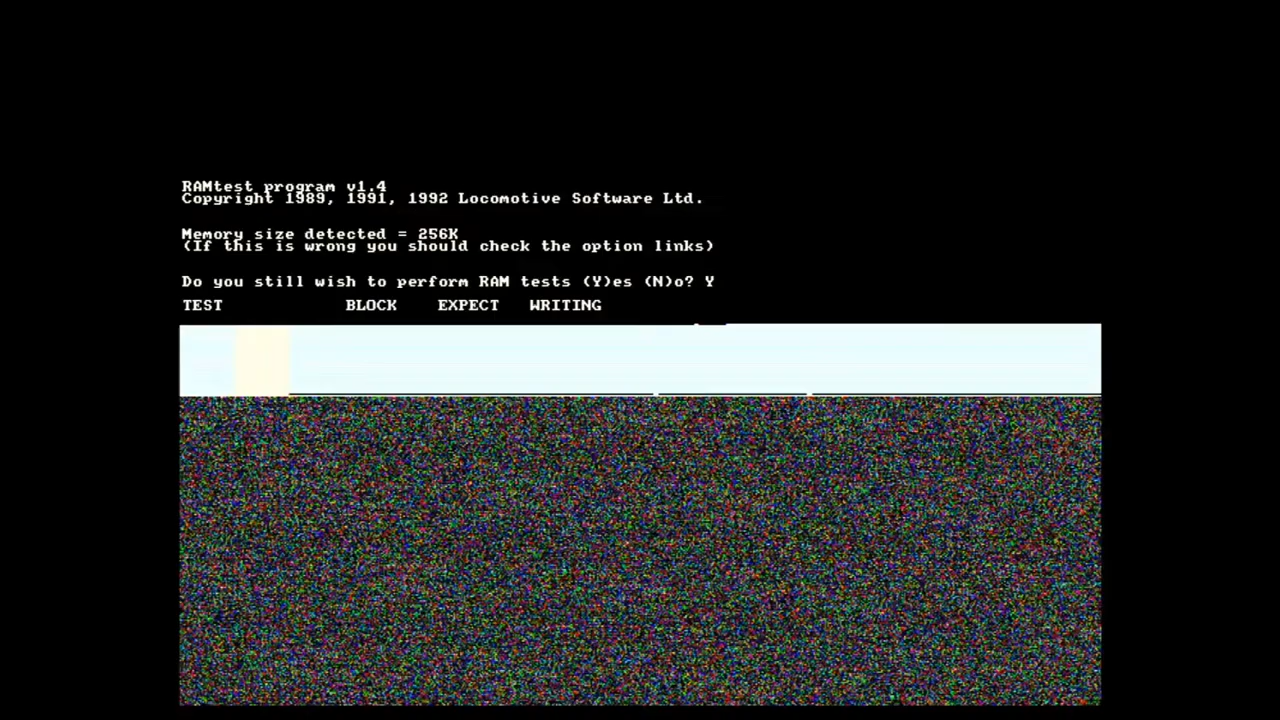 RAMtest program v1.4
Copyright 1989, 1991, 1992 Locomotive Software Ltd.
Memory size detected = 256K
(If this is wrong you should check the option links)
Do you still wish to perform RAM tests (Y)es (N)o? Y
TEST BLOCK EXPECT WRITING